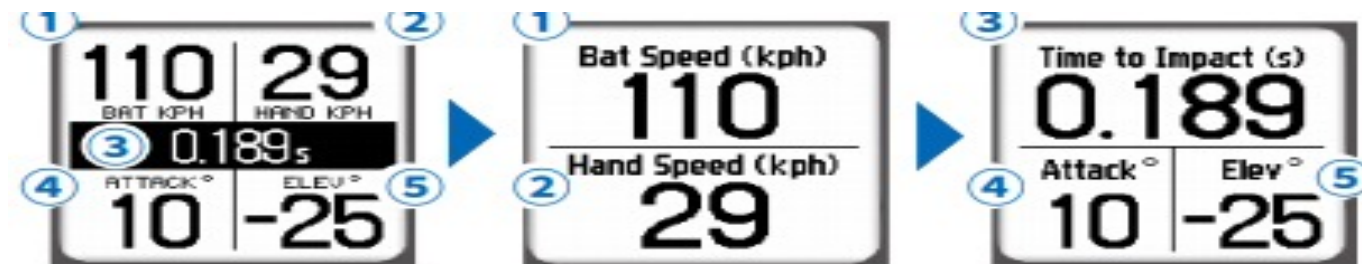 ① ②
110 29
BAT KPH HAND KPH
③ 0.189s
④ ATTACK° ELEV° ⑤
10 -25
①
Bat Speed (kph)
110
② Hand Speed (kph)
29
③
Time to Impact (s)
0.189
④ Attack° Elev° ⑤
10 -25